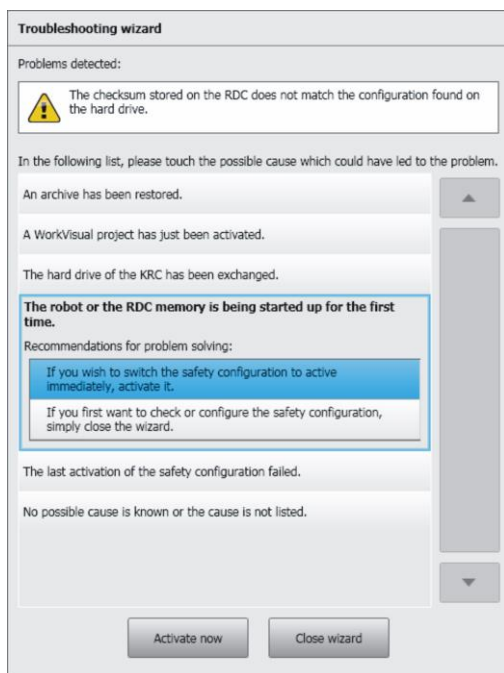 Troubleshooting wizard
Problems detected:
The checksum stored on the RDC does not match the configuration found on
the hard drive.
In the following list, please touch the possible cause which could have led to the problem.
An archive has been restored.
A WorkVisual project has just been activated.
The hard drive of the KRC has been exchanged.
The robot or the RDC memory is being started up for the first
time.
Recommendations for problem solving:
If you wish to switch the safety configuration to active
immediately, activate it.
If you first want to check or configure the safety configuration,
simply close the wizard.
The last activation of the safety configuration failed.
No possible cause is known or the cause is not listed.
Activate now
Close wizard